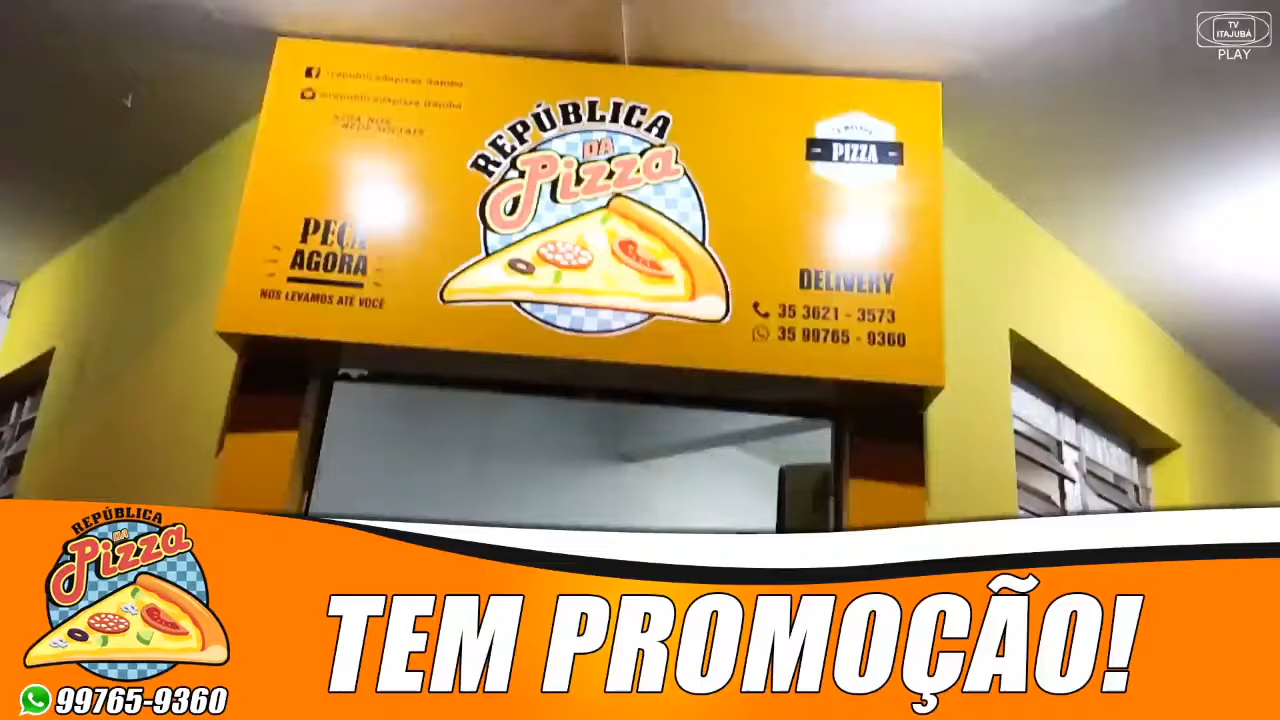 TV
ITAJUBÁ
PLAY
REPÚBLICA
DA
Pizza
PIZZA
PEÇA
AGORA
NÓS LEVAMOS ATÉ VOCÊ
DELIVERY
35 3621 - 3573
35 99765 - 9360
REPÚBLICA
DA
Pizza
TEM PROMOÇÃO!
99765-9360